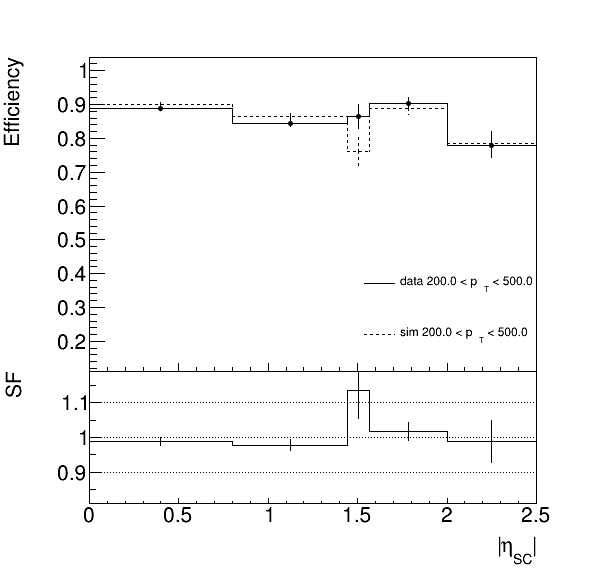 Efficiency
1
0.9
0.8
0.7
0.6
0.5
0.4
0.3
0.2
data 200.0 < p_T < 500.0
sim 200.0 < p_T < 500.0
SF
1.1
1
0.9
0 0.5 1 1.5 2 2.5
|η_SC|